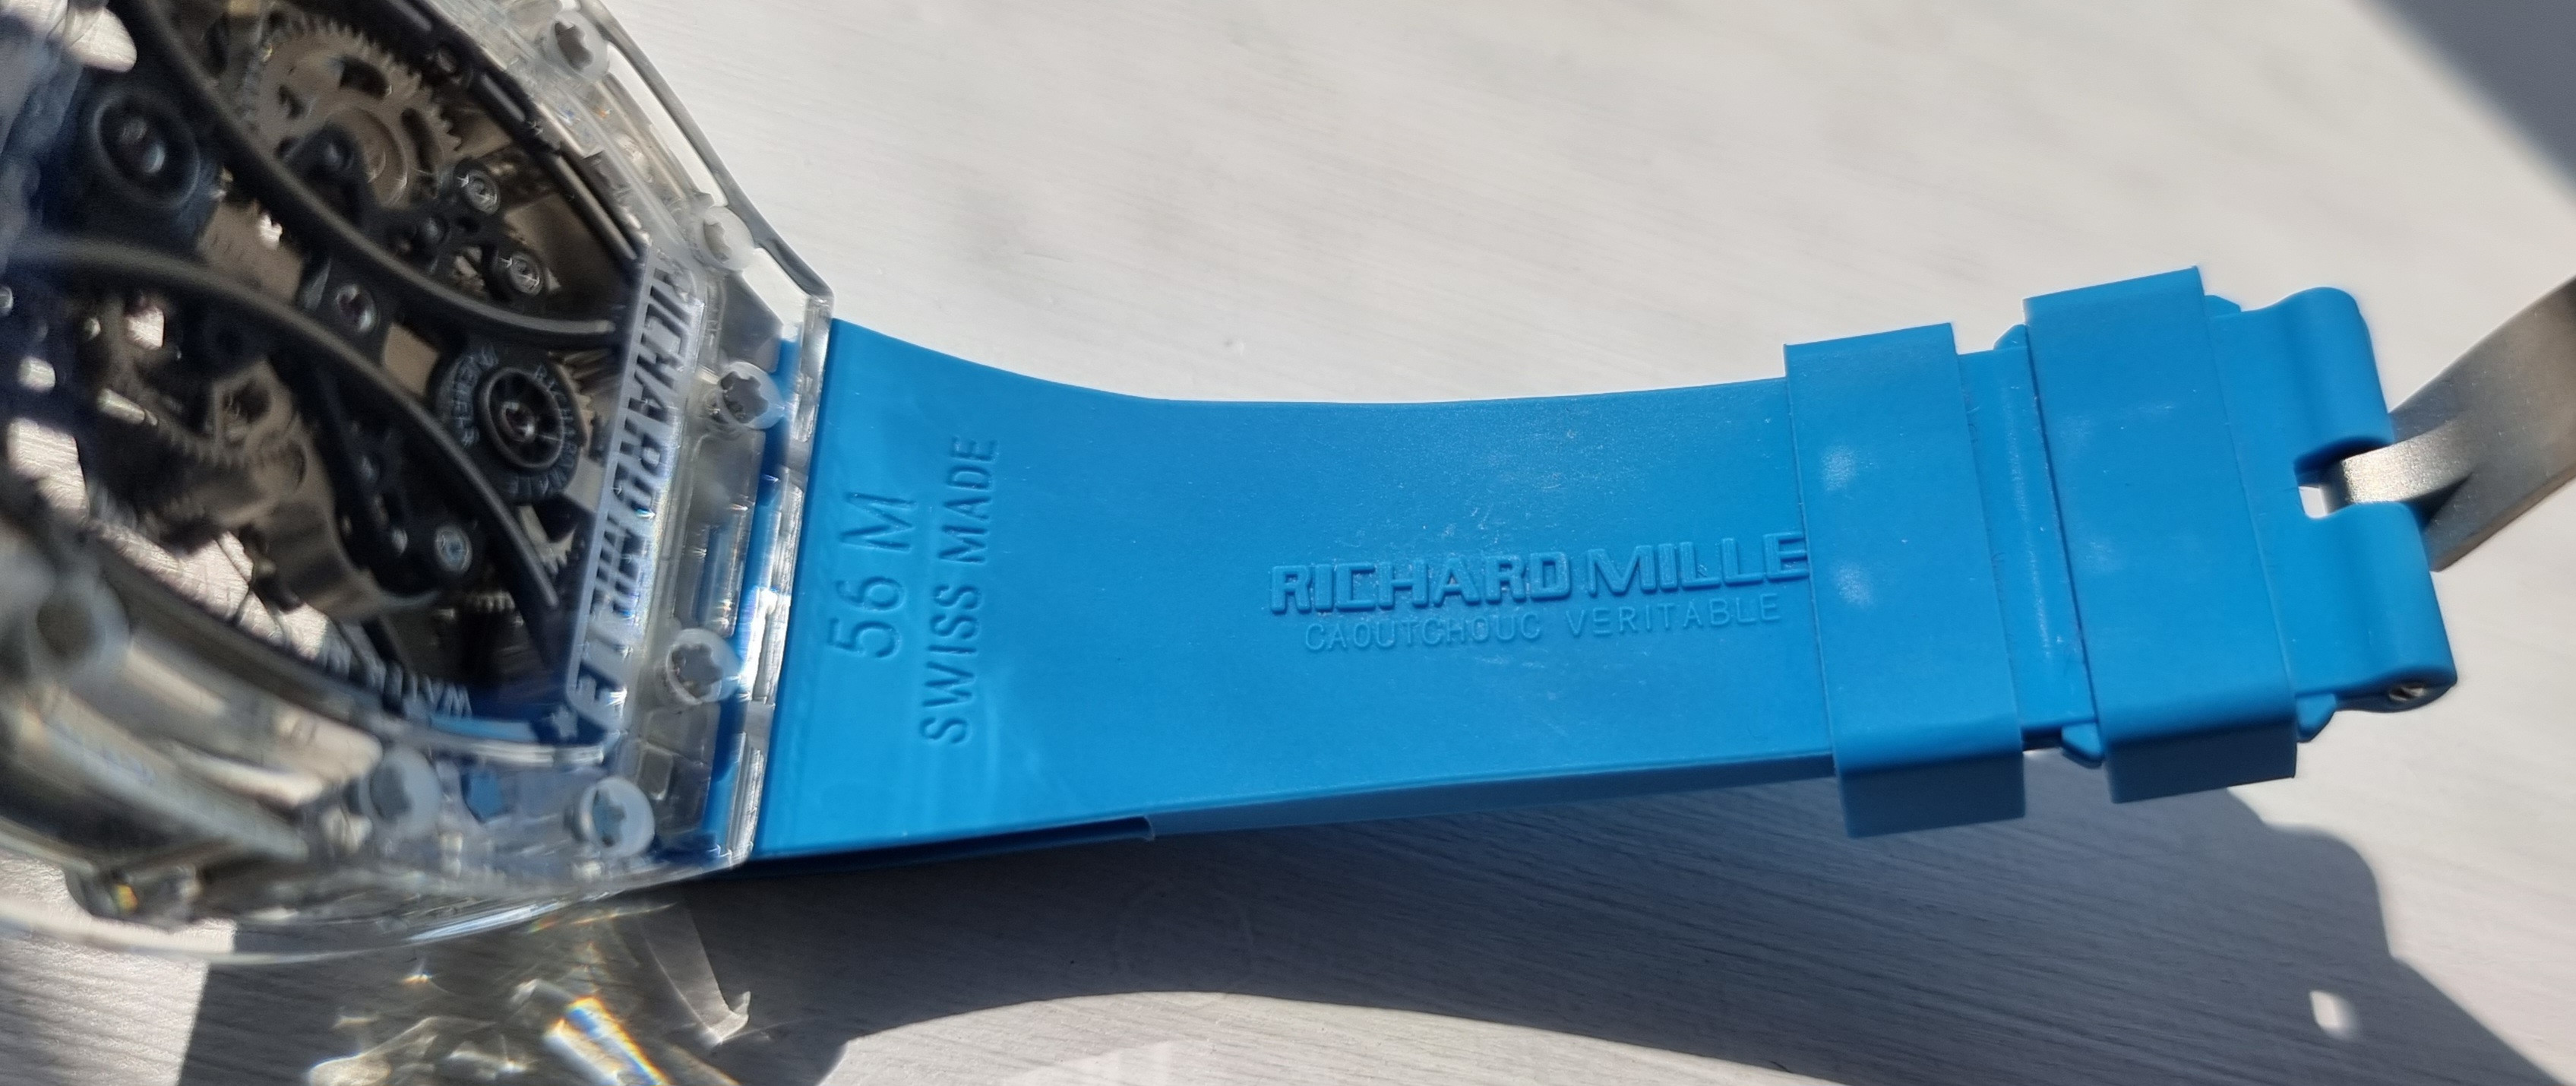 RICHARD MILLE
56 M
SWISS MADE
RICHARD MILLE
CAOUTCHOUC VERITABLE